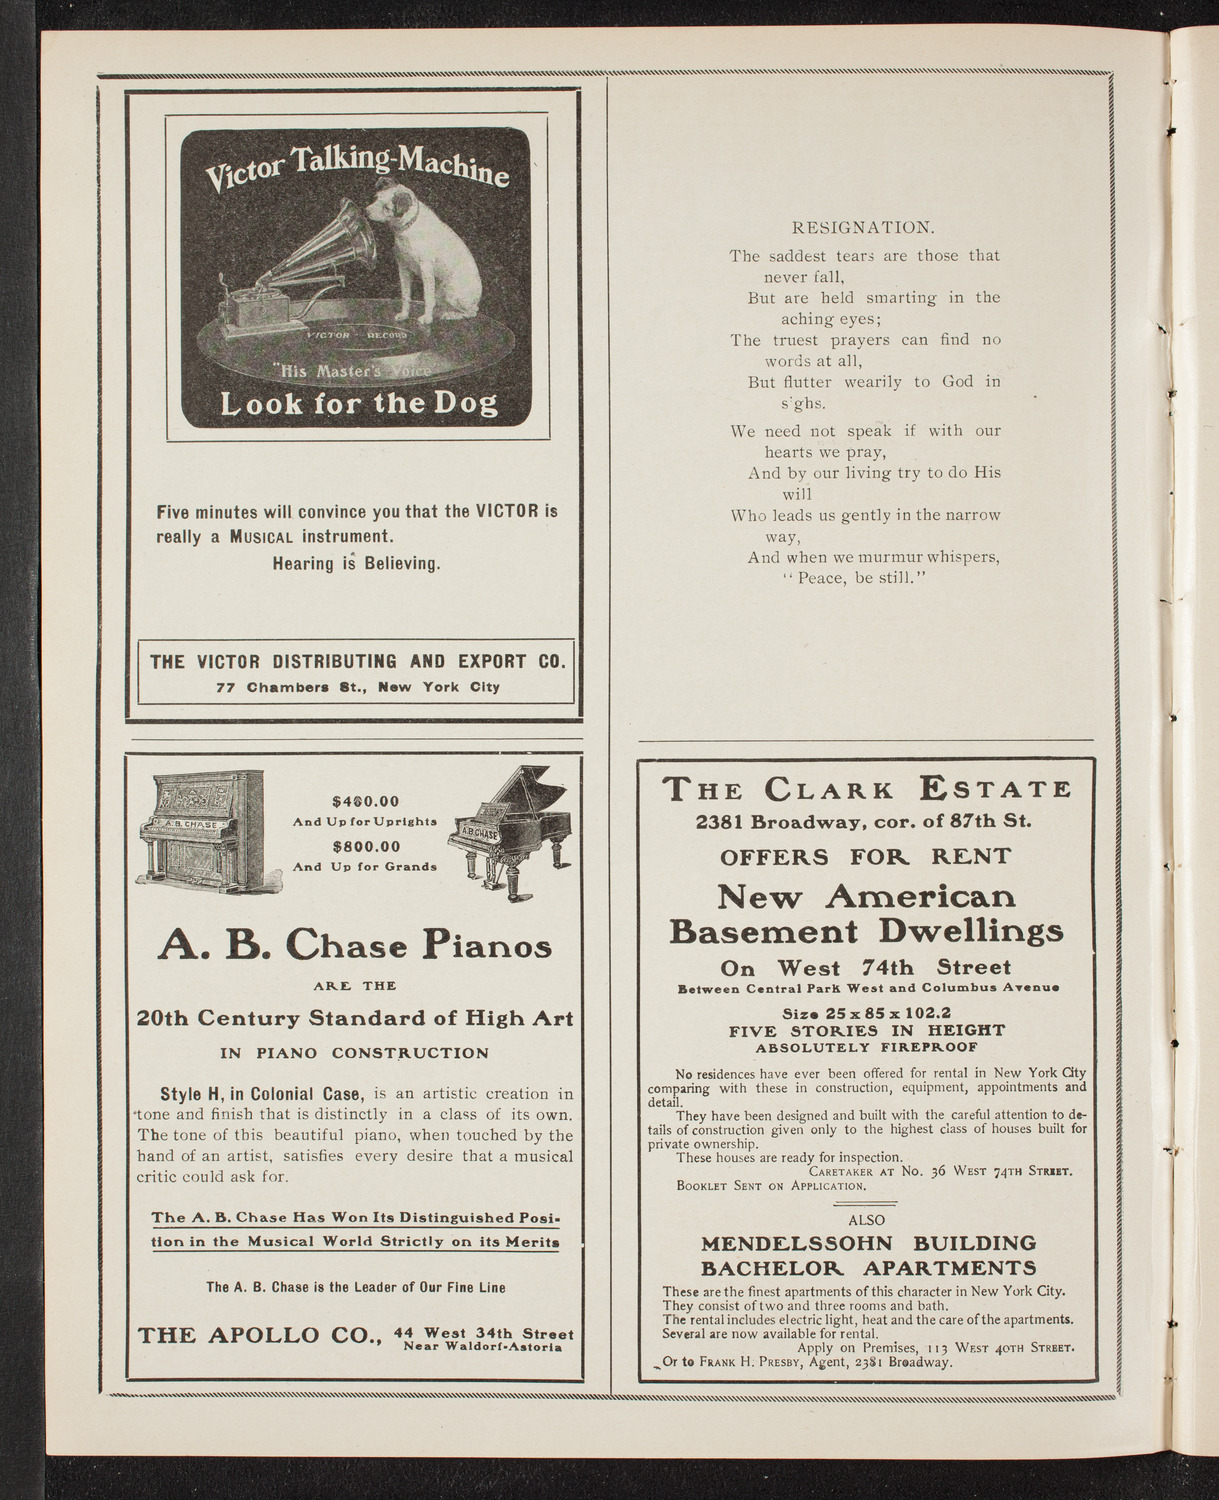 Victor Talking-Machine
VICTOR RECORD
"His Master's Voice"
Look for the Dog
Five minutes will convince you that the VICTOR is
really a MUSICAL instrument.
Hearing is Believing.
THE VICTOR DISTRIBUTING AND EXPORT CO.
77 Chambers St., New York City
A.B. CHASE
$460.00
And Up for Uprights
$800.00
And Up for Grands
A.B. CHASE
A. B. Chase Pianos
ARE THE
20th Century Standard of High Art
IN PIANO CONSTRUCTION
Style H, in Colonial Case, is an artistic creation in
tone and finish that is distinctly in a class of its own.
The tone of this beautiful piano, when touched by the
hand of an artist, satisfies every desire that a musical
critic could ask for.
The A. B. Chase Has Won Its Distinguished Posi-
tion in the Musical World Strictly on its Merits
The A. B. Chase is the Leader of Our Fine Line
THE APOLLO CO., 44 West 34th Street
Near Waldorf-Astoria
RESIGNATION.
The saddest tears are those that
never fall,
But are held smarting in the
aching eyes;
The truest prayers can find no
words at all,
But flutter wearily to God in
sighs.
We need not speak if with our
hearts we pray,
And by our living try to do His
will
Who leads us gently in the narrow
way,
And when we murmur whispers,
"Peace, be still."
THE CLARK ESTATE
2381 Broadway, cor. of 87th St.
OFFERS FOR RENT
New American
Basement Dwellings
On West 74th Street
Between Central Park West and Columbus Avenue
Size 25 x 85 x 102.2
FIVE STORIES IN HEIGHT
ABSOLUTELY FIREPROOF
No residences have ever been offered for rental in New York City
comparing with these in construction, equipment, appointments and
detail.
They have been designed and built with the careful attention to de-
tails of construction given only to the highest class of houses built for
private ownership.
These houses are ready for inspection.
CARETAKER AT No. 36 WEST 74TH STREET.
BOOKLET SENT ON APPLICATION.
ALSO
MENDELSSOHN BUILDING
BACHELOR APARTMENTS
These are the finest apartments of this character in New York City.
They consist of two and three rooms and bath.
The rental includes electric light, heat and the care of the apartments.
Several are now available for rental.
Apply on Premises, 113 WEST 40TH STREET.
Or to FRANK H. PRESBY, Agent, 2381 Broadway.